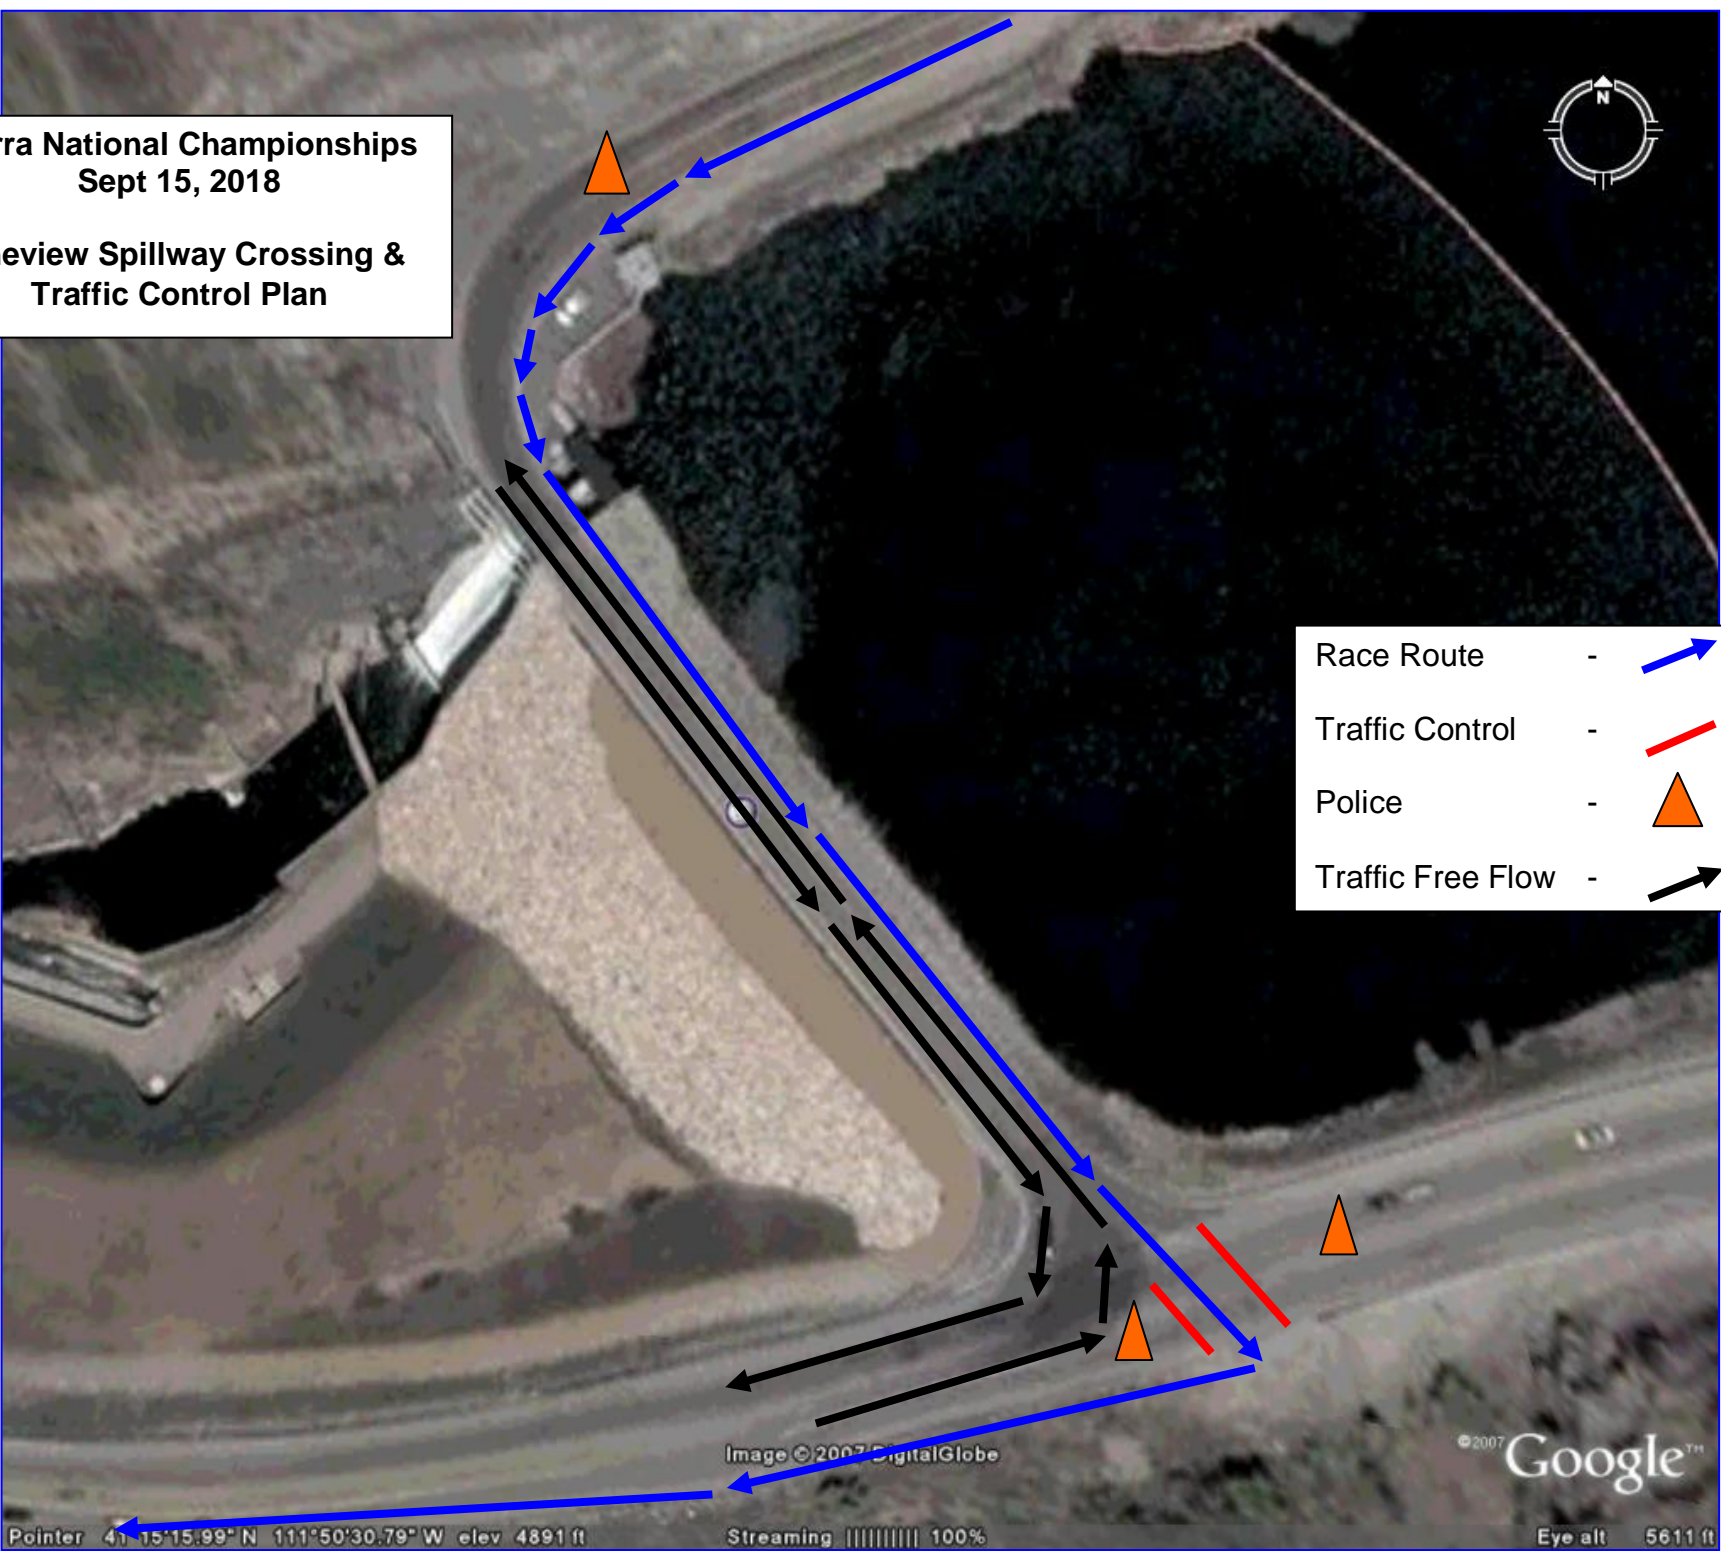 rra National Championships
Sept 15, 2018
neview Spillway Crossing &
Traffic Control Plan
N
Race Route -
Traffic Control -
Police -
Traffic Free Flow -
Image © 2007 DigitalGlobe
©2007 Google™
Pointer 41°15'15.99" N 111°50'30.79" W elev 4891 ft Streaming |||||||||| 100% Eye alt 5611 ft